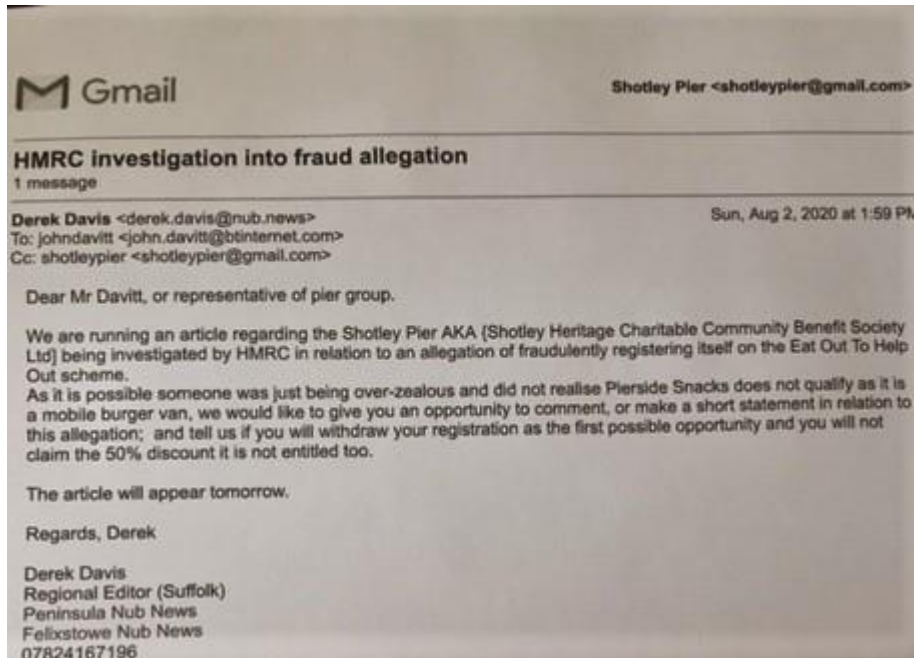 Gmail
Shotley Pier <shotleypier@gmail.com>
HMRC investigation into fraud allegation
1 message
Derek Davis <derek.davis@nub.news>
Sun, Aug 2, 2020 at 1:59 PM
To: johndavitt <john.davitt@btinternet.com>
Cc: shotleypier <shotleypier@gmail.com>
Dear Mr Davitt, or representative of pier group.
We are running an article regarding the Shotley Pier AKA {Shotley Heritage Charitable Community Benefit Society
Ltd} being investigated by HMRC in relation to an allegation of fraudulently registering itself on the Eat Out To Help
Out scheme.
As it is possible someone was just being over-zealous and did not realise Pierside Snacks does not qualify as it is
a mobile burger van, we would like to give you an opportunity to comment, or make a short statement in relation to
this allegation; and tell us if you will withdraw your registration as the first possible opportunity and you will not
claim the 50% discount it is not entitled too.
The article will appear tomorrow.
Regards, Derek
Derek Davis
Regional Editor (Suffolk)
Peninsula Nub News
Felixstowe Nub News
07824167196